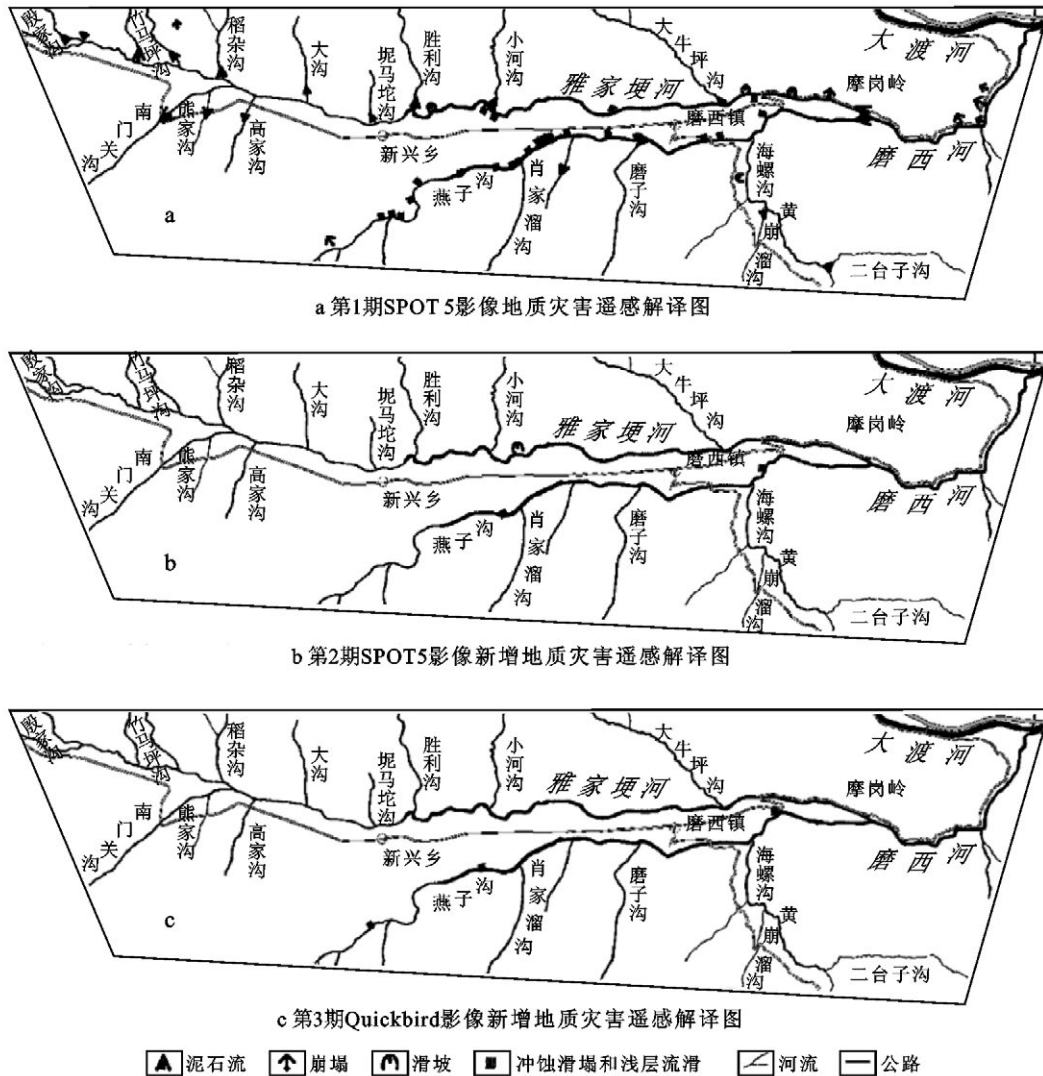 殷家沟
竹马坪沟
稻杂沟
大沟
坭马坨沟
胜利沟
小河沟
雅家埂河
大牛坪沟
大渡河
摩岗岭
南门关沟
熊家沟
高家沟
新兴乡
磨西镇
磨西河
燕子沟
肖家溜沟
磨子沟
海螺沟
黄崩溜沟
二台子沟
a
a 第1期SPOT 5影像地质灾害遥感解译图
殷家沟
竹马坪沟
稻杂沟
大沟
坭马坨沟
胜利沟
小河沟
雅家埂河
大牛坪沟
大渡河
摩岗岭
南门关沟
熊家沟
高家沟
新兴乡
磨西镇
磨西河
燕子沟
肖家溜沟
磨子沟
海螺沟
黄崩溜沟
二台子沟
b
b 第2期SPOT5影像新增地质灾害遥感解译图
殷家沟
竹马坪沟
稻杂沟
大沟
坭马坨沟
胜利沟
小河沟
雅家埂河
大牛坪沟
大渡河
摩岗岭
南门关沟
熊家沟
高家沟
新兴乡
磨西镇
磨西河
燕子沟
肖家溜沟
磨子沟
海螺沟
黄崩溜沟
二台子沟
c
c 第3期Quickbird影像新增地质灾害遥感解译图
泥石流 崩塌 滑坡 冲蚀滑塌和浅层流滑 河流 公路